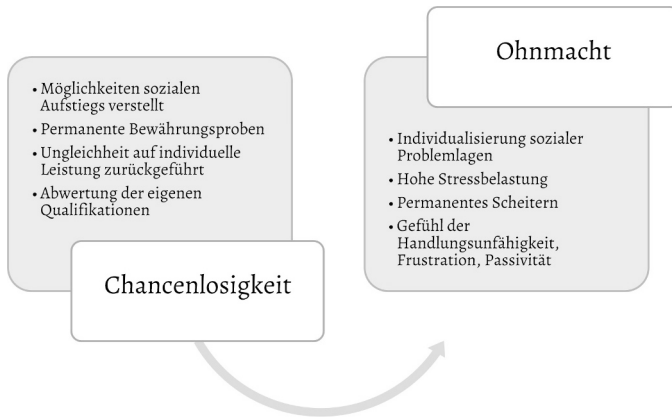 • Möglichkeiten sozialen
Aufstiegs verstellt
• Permanente Bewährungsproben
• Ungleichheit auf individuelle
Leistung zurückgeführt
• Abwertung der eigenen
Qualifikationen
Chancenlosigkeit
Ohnmacht
• Individualisierung sozialer
Problemlagen
• Hohe Stressbelastung
• Permanentes Scheitern
• Gefühl der
Handlungsunfähigkeit,
Frustration, Passivität